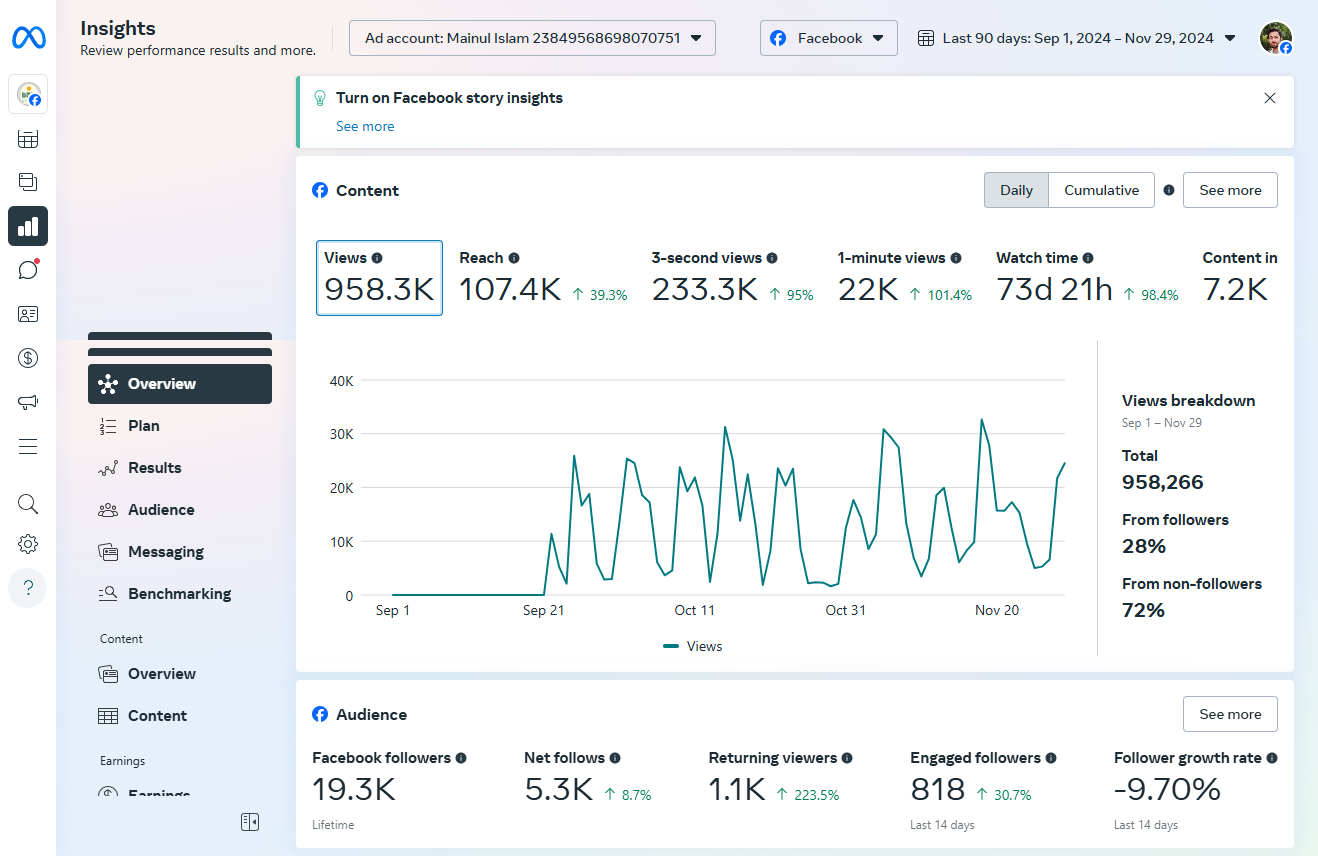 Insights
Review performance results and more.
Ad account: Mainul Islam 23849568698070751
Facebook
Last 90 days: Sep 1, 2024 – Nov 29, 2024
Turn on Facebook story insights
See more
Content
Daily
Cumulative
See more
Views
Reach
3-second views
1-minute views
Watch time
Content in
958.3K
107.4K
39.3%
233.3K
95%
22K
101.4%
73d 21h
98.4%
7.2K
40K
30K
20K
10K
0
Sep 1
Sep 21
Oct 11
Oct 31
Nov 20
Views
Views breakdown
Sep 1 – Nov 29
Total
958,266
From followers
28%
From non-followers
72%
Overview
Plan
Results
Audience
Messaging
Benchmarking
Content
Overview
Content
Earnings
Earnings
?
Audience
See more
Facebook followers
19.3K
Lifetime
Net follows
5.3K
8.7%
Returning viewers
1.1K
223.5%
Engaged followers
818
30.7%
Last 14 days
Follower growth rate
-9.70%
Last 14 days